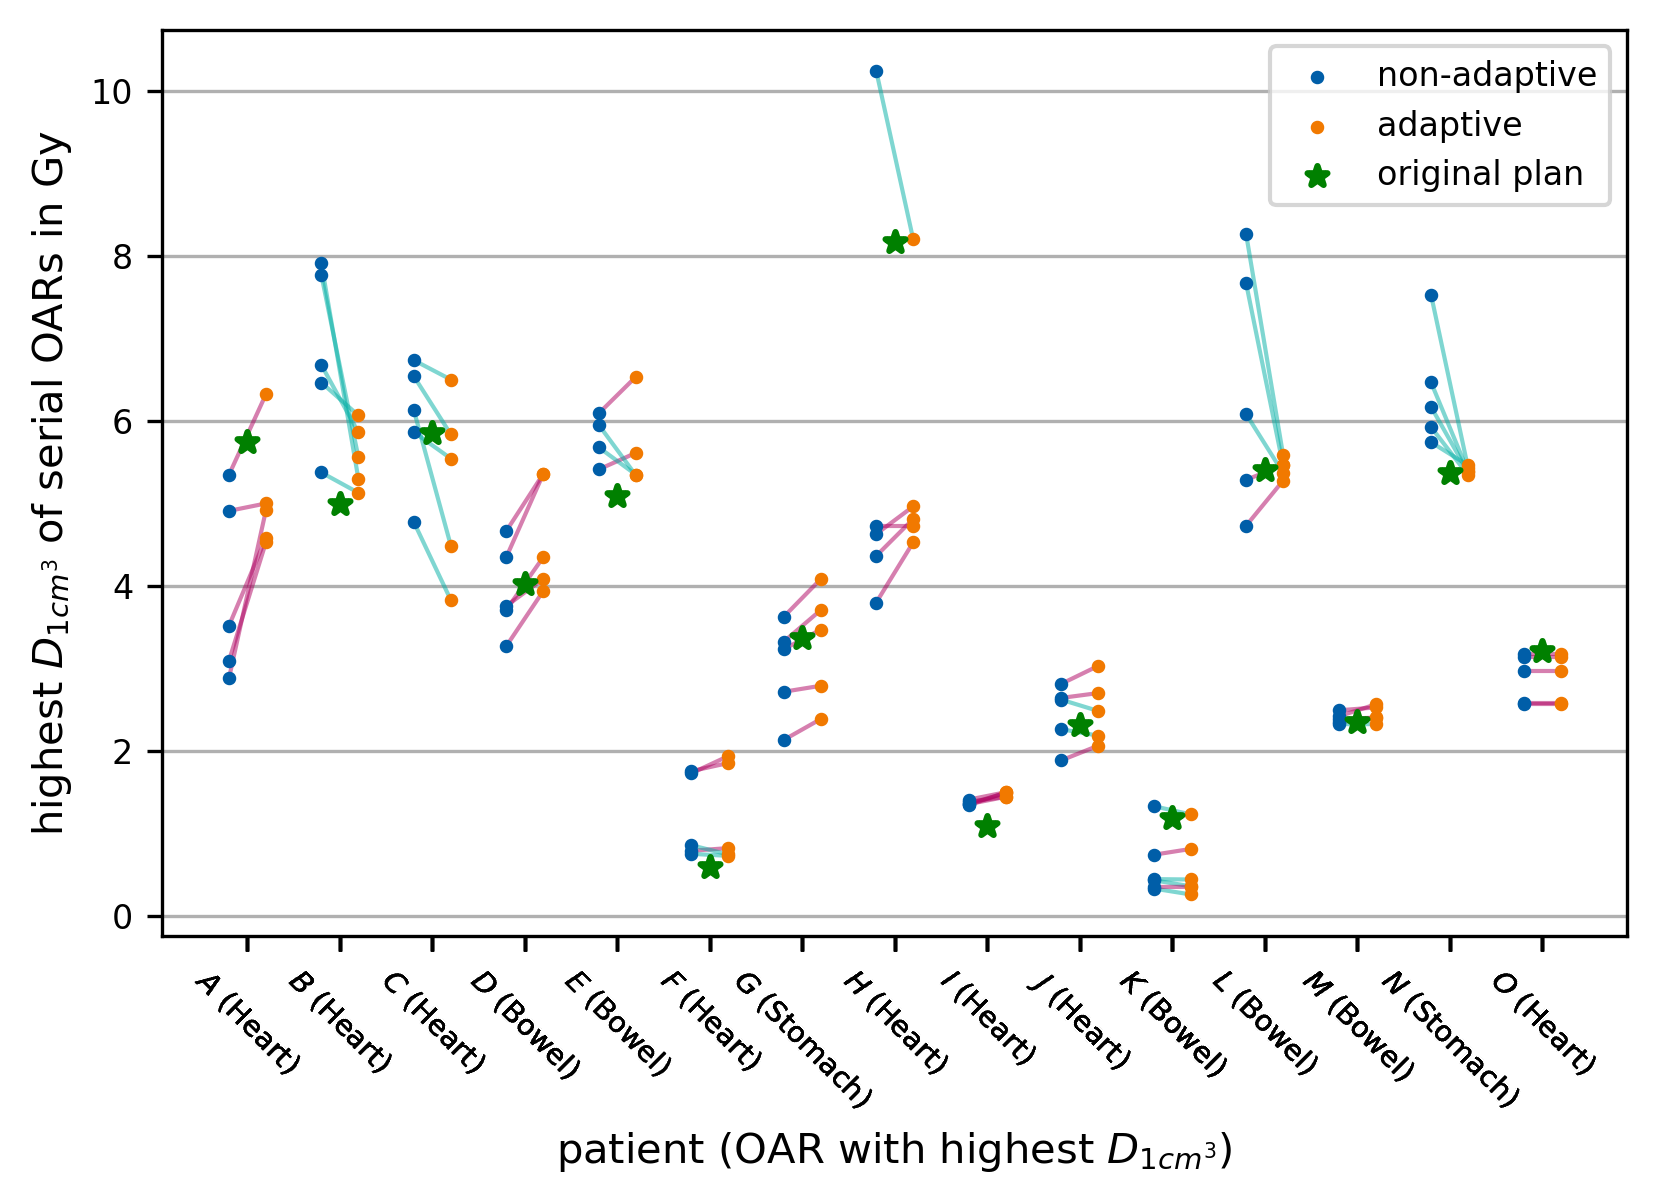 non-adaptive
adaptive
original plan
highest D1cm³ of serial OARs in Gy
10
8
6
4
2
0
A (Heart)
B (Heart)
C (Heart)
D (Bowel)
E (Bowel)
F (Heart)
G (Stomach)
H (Heart)
I (Heart)
J (Heart)
K (Bowel)
L (Bowel)
M (Bowel)
N (Stomach)
O (Heart)
patient (OAR with highest D1cm³)